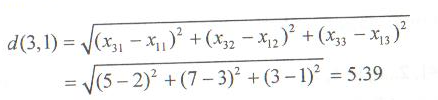 d(3,1) = √((x₃₁ − x₁₁)² + (x₃₂ − x₁₂)² + (x₃₃ − x₁₃)²)
= √((5−2)² + (7−3)² + (3−1)²) = 5.39